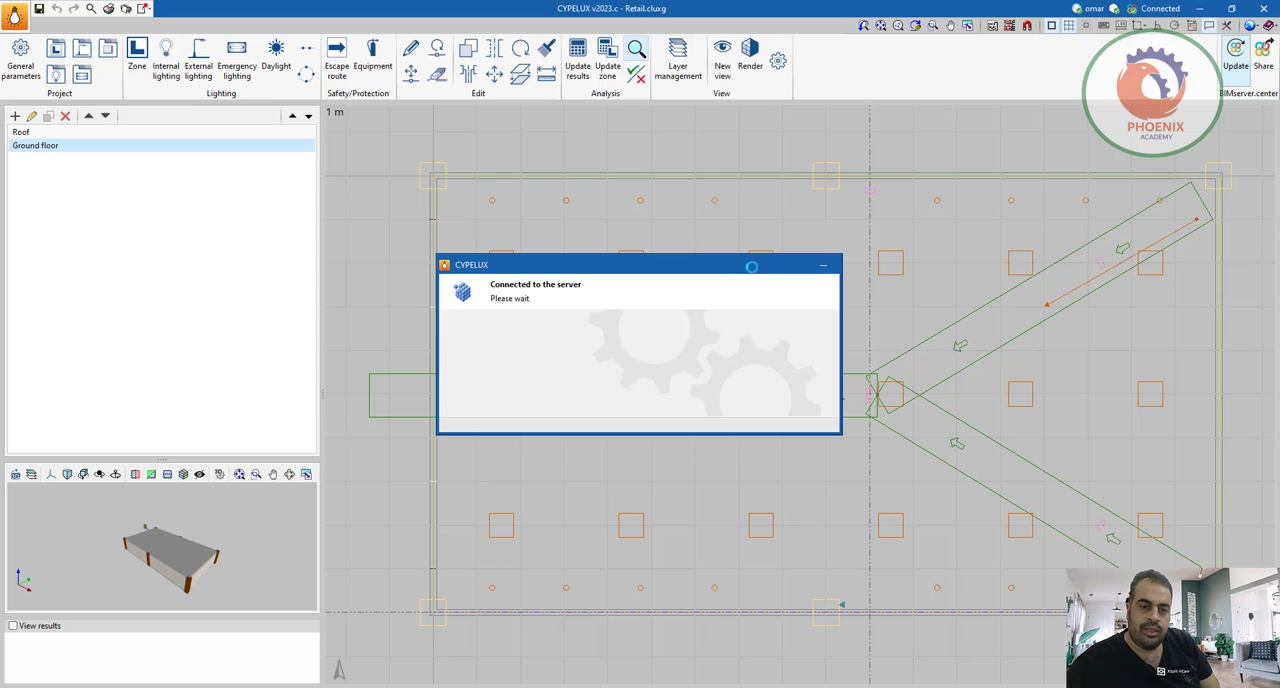 CYPELUX v2023.c - Retail.cluxg
omar
Connected
General parameters
Zone
Internal lighting
External lighting
Emergency lighting
Daylight
Escape route
Equipment
Update results
Update zone
Layer management
New view
Render
Update
Share
Project
Lighting
Safety/Protection
Edit
Analysis
View
BIMserver.center
PHOENIX
ACADEMY
Roof
Ground floor
1 m
CYPELUX
Connected to the server
Please wait
View results
XSplit VCam